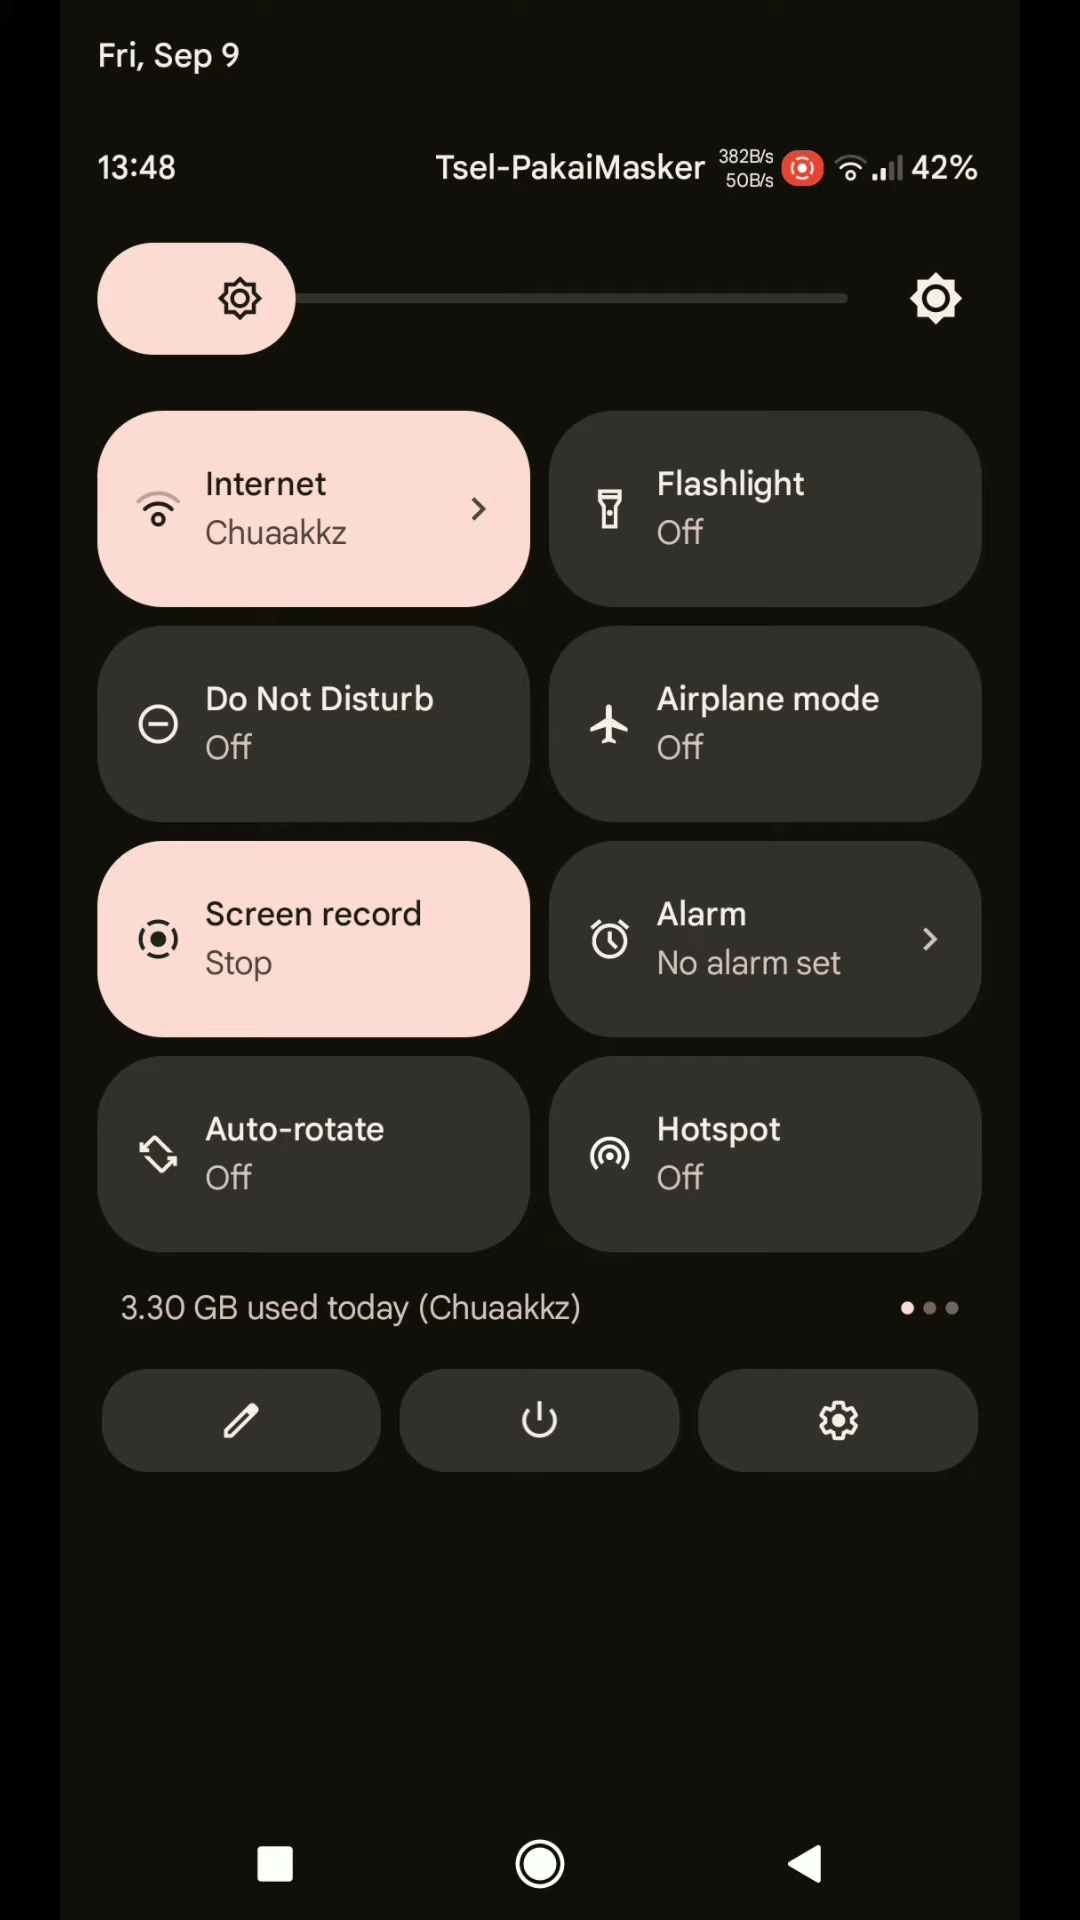 Fri, Sep 9
13:48 Tsel-PakaiMasker 382B/s 50B/s 42%
Internet
Chuaakkz
Flashlight
Off
Do Not Disturb
Off
Airplane mode
Off
Screen record
Stop
Alarm
No alarm set
Auto-rotate
Off
Hotspot
Off
3.30 GB used today (Chuaakkz)